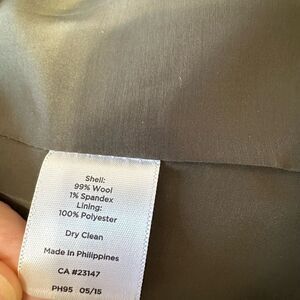 Shell:
99% Wool
1% Spandex
Lining:
100% Polyester
Dry Clean
Made In Philippines
CA #23147
PH95 05/15